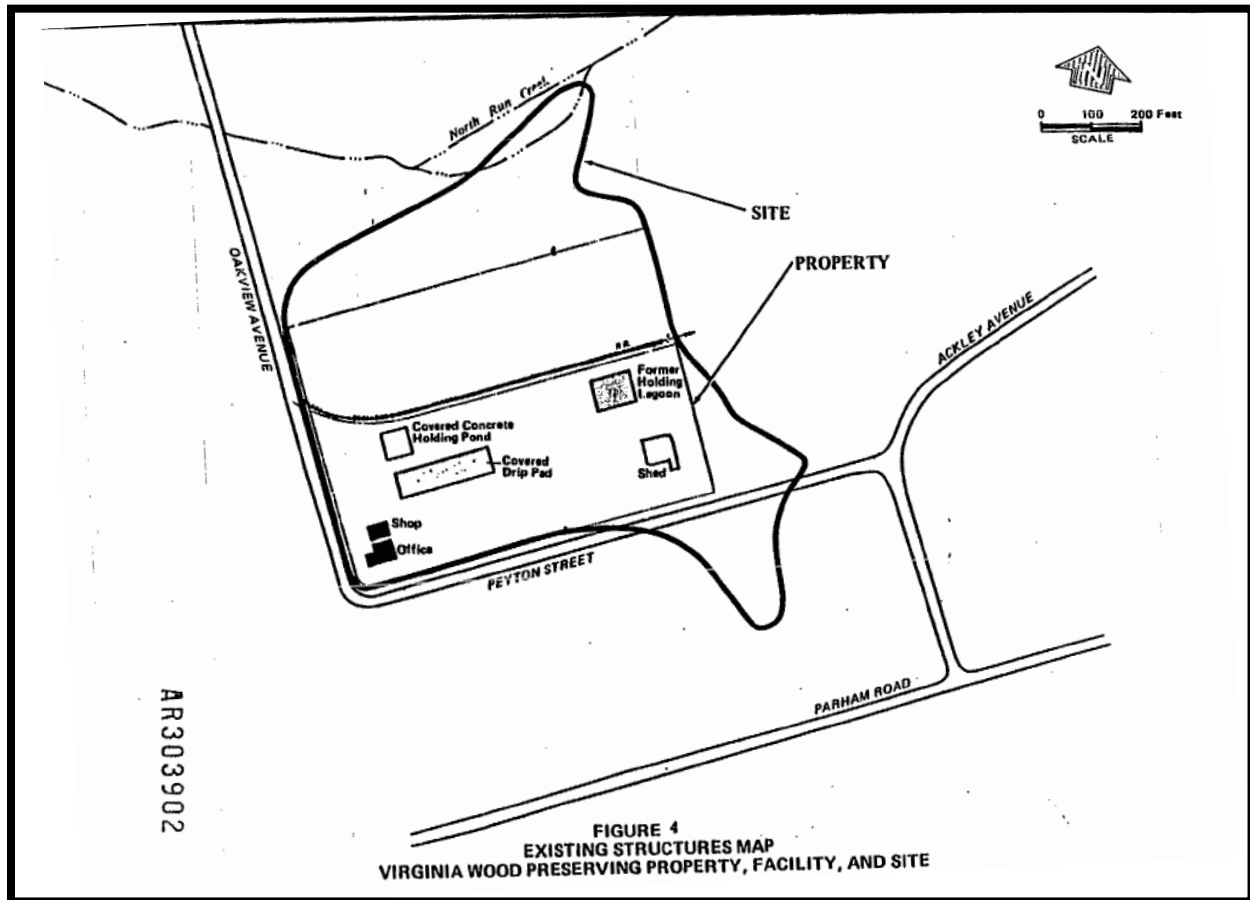 North Run Creek
N
0 100 200 Feet
SCALE
SITE
PROPERTY
OAKVIEW AVENUE
ACKLEY AVENUE
RR
Former
Holding
Lagoon
Covered Concrete
Holding Pond
Covered
Drip Pad
Shed
Shop
Office
PEYTON STREET
PARHAM ROAD
AR303902
FIGURE 4
EXISTING STRUCTURES MAP
VIRGINIA WOOD PRESERVING PROPERTY, FACILITY, AND SITE